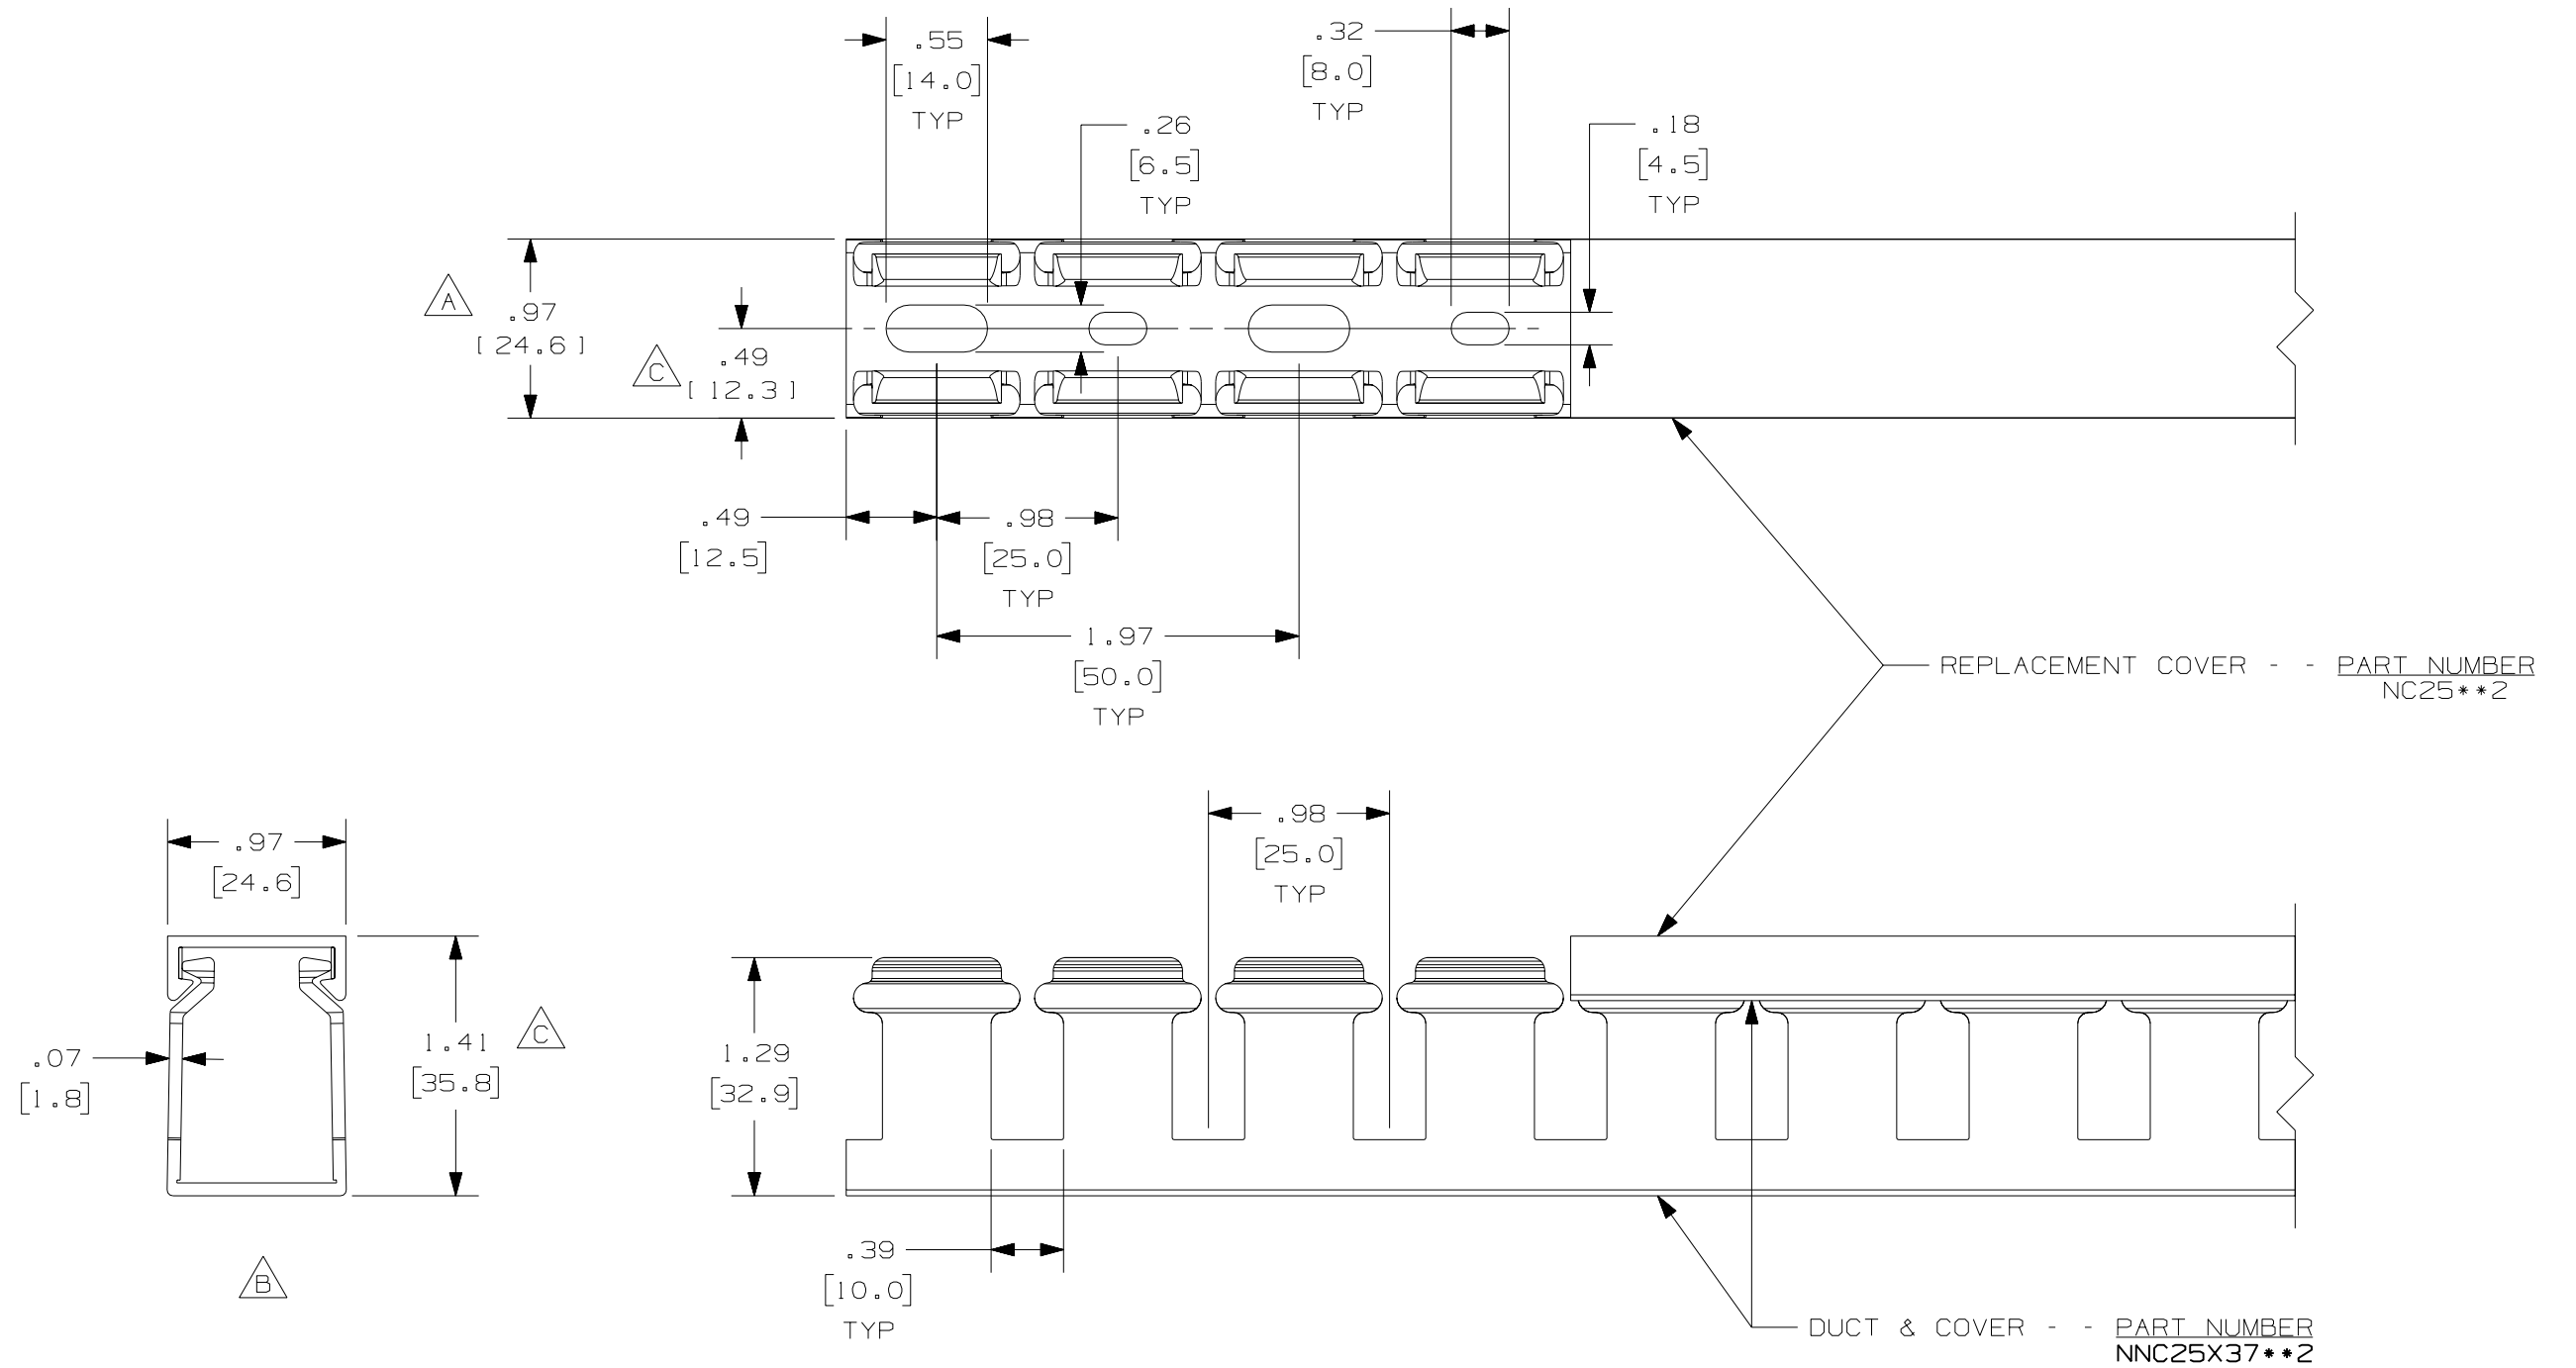 .55
[14.0]
TYP
.32
[8.0]
TYP
.26
[6.5]
TYP
.18
[4.5]
TYP
A
.97
[24.6]
C
.49
[12.3]
.49
[12.5]
.98
[25.0]
TYP
1.97
[50.0]
TYP
REPLACEMENT COVER - - PART NUMBER
NC25**2
.97
[24.6]
.98
[25.0]
TYP
.07
[1.8]
1.41
[35.8]
C
1.29
[32.9]
B
.39
[10.0]
TYP
DUCT & COVER - - PART NUMBER
NNC25X37**2